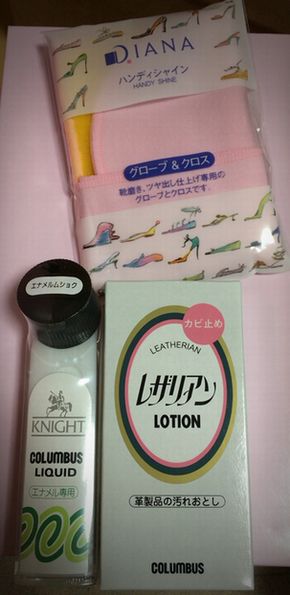 DIANA
ハンディシャイン
HANDY SHINE
グローブ&クロス
靴磨き、ツヤ出し仕上げ専用の
グローブとクロスです。
エナメルムショク
KNIGHT
COLUMBUS
LIQUID
エナメル専用
カビ止め
LEATHERIAN
レザリアン
LOTION
革製品の汚れおとし
COLUMBUS